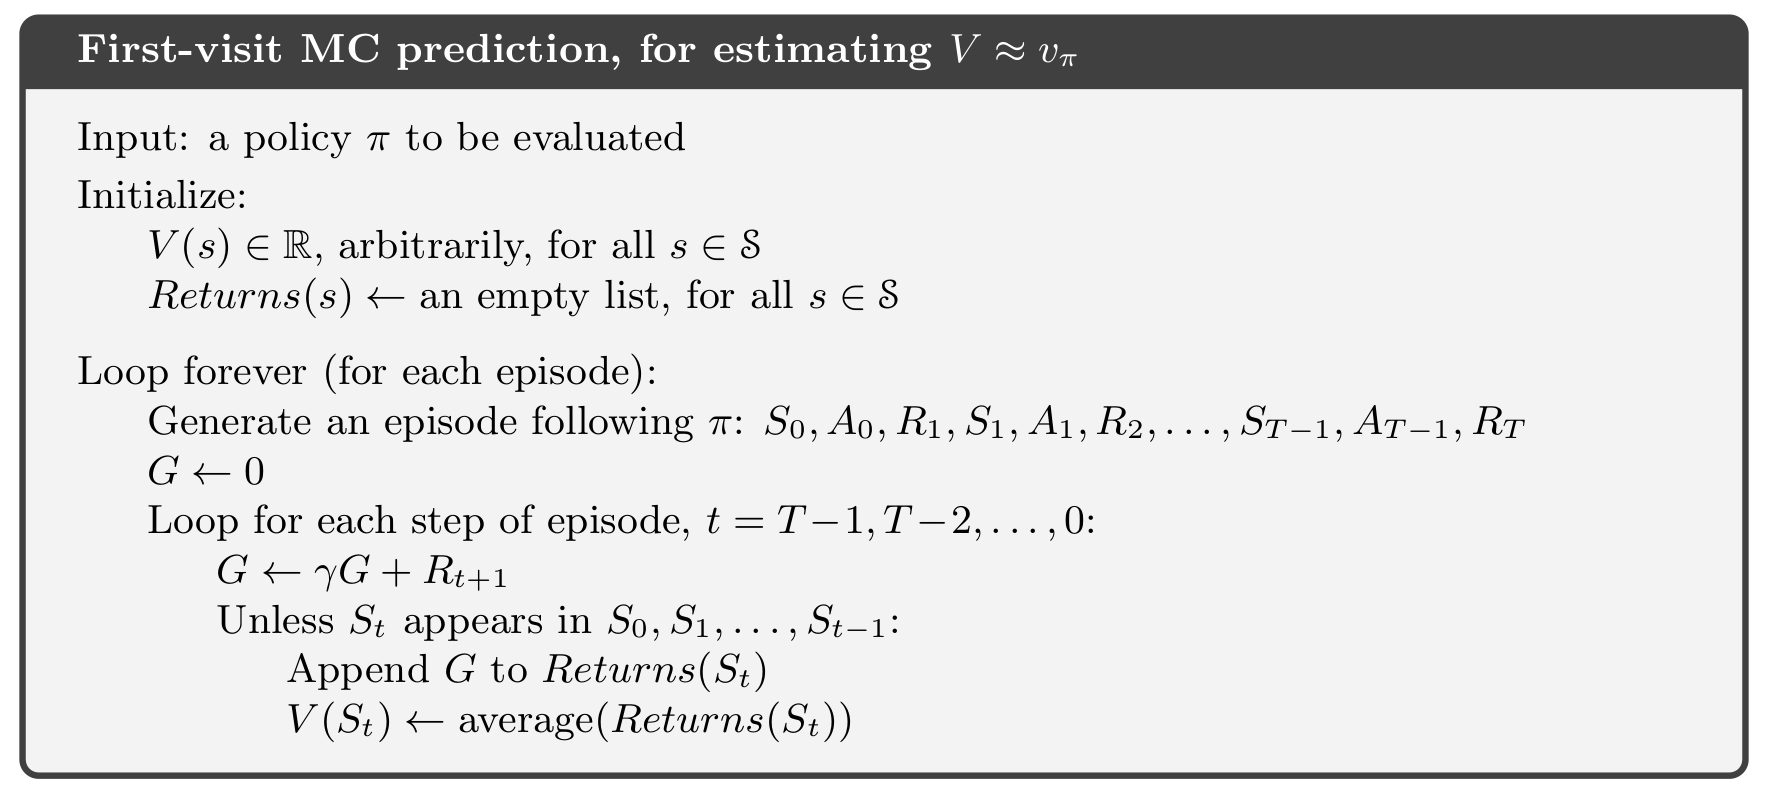 First-visit MC prediction, for estimating $V \approx v_\pi$
Input: a policy $\pi$ to be evaluated
Initialize:
$V(s) \in \mathbb{R}$, arbitrarily, for all $s \in \mathcal{S}$
$Returns(s) \leftarrow$ an empty list, for all $s \in \mathcal{S}$
Loop forever (for each episode):
Generate an episode following $\pi$: $S_0, A_0, R_1, S_1, A_1, R_2, \ldots, S_{T-1}, A_{T-1}, R_T$
$G \leftarrow 0$
Loop for each step of episode, $t = T-1, T-2, \ldots, 0$:
$G \leftarrow \gamma G + R_{t+1}$
Unless $S_t$ appears in $S_0, S_1, \ldots, S_{t-1}$:
Append $G$ to $Returns(S_t)$
$V(S_t) \leftarrow \text{average}(Returns(S_t))$